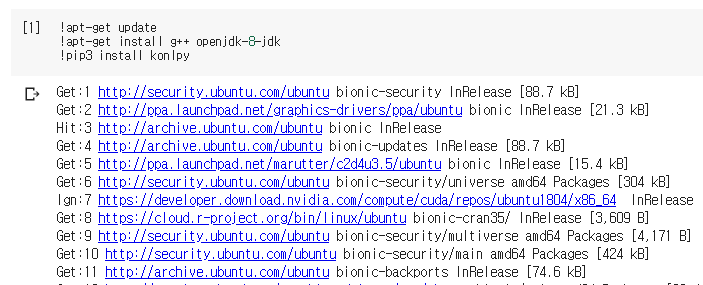 [1] !apt-get update
!apt-get install g++ openjdk-8-jdk
!pip3 install konlpy
Get:1 http://security.ubuntu.com/ubuntu bionic-security InRelease [88.7 kB]
Get:2 http://ppa.launchpad.net/graphics-drivers/ppa/ubuntu bionic InRelease [21.3 kB]
Hit:3 http://archive.ubuntu.com/ubuntu bionic InRelease
Get:4 http://archive.ubuntu.com/ubuntu bionic-updates InRelease [88.7 kB]
Get:5 http://ppa.launchpad.net/marutter/c2d4u3.5/ubuntu bionic InRelease [15.4 kB]
Get:6 http://security.ubuntu.com/ubuntu bionic-security/universe amd64 Packages [304 kB]
Ign:7 https://developer.download.nvidia.com/compute/cuda/repos/ubuntu1804/x86_64 InRelease
Get:8 https://cloud.r-project.org/bin/linux/ubuntu bionic-cran35/ InRelease [3,609 B]
Get:9 http://security.ubuntu.com/ubuntu bionic-security/multiverse amd64 Packages [4,171 B]
Get:10 http://security.ubuntu.com/ubuntu bionic-security/main amd64 Packages [424 kB]
Get:11 http://archive.ubuntu.com/ubuntu bionic-backports InRelease [74.6 kB]